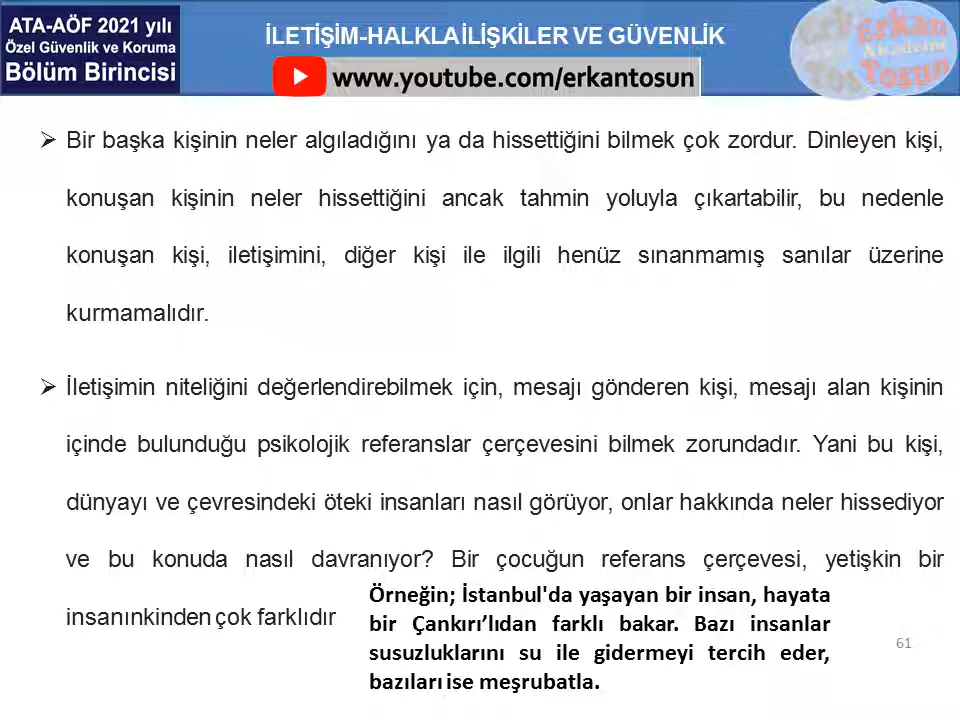 ATA-AÖF 2021 yılı
Özel Güvenlik ve Koruma
Bölüm Birincisi
İLETİŞİM-HALKLA İLİŞKİLER VE GÜVENLİK
www.youtube.com/erkantosun
Erkan
Akademi
Tosun
➢ Bir başka kişinin neler algıladığını ya da hissettiğini bilmek çok zordur. Dinleyen kişi,
konuşan kişinin neler hissettiğini ancak tahmin yoluyla çıkartabilir, bu nedenle
konuşan kişi, iletişimini, diğer kişi ile ilgili henüz sınanmamış sanılar üzerine
kurmamalıdır.
➢ İletişimin niteliğini değerlendirebilmek için, mesajı gönderen kişi, mesajı alan kişinin
içinde bulunduğu psikolojik referanslar çerçevesini bilmek zorundadır. Yani bu kişi,
dünyayı ve çevresindeki öteki insanları nasıl görüyor, onlar hakkında neler hissediyor
ve bu konuda nasıl davranıyor? Bir çocuğun referans çerçevesi, yetişkin bir
insanınkinden çok farklıdır
Örneğin; İstanbul'da yaşayan bir insan, hayata
bir Çankırı’lıdan farklı bakar. Bazı insanlar
susuzluklarını su ile gidermeyi tercih eder,
bazıları ise meşrubatla.
61